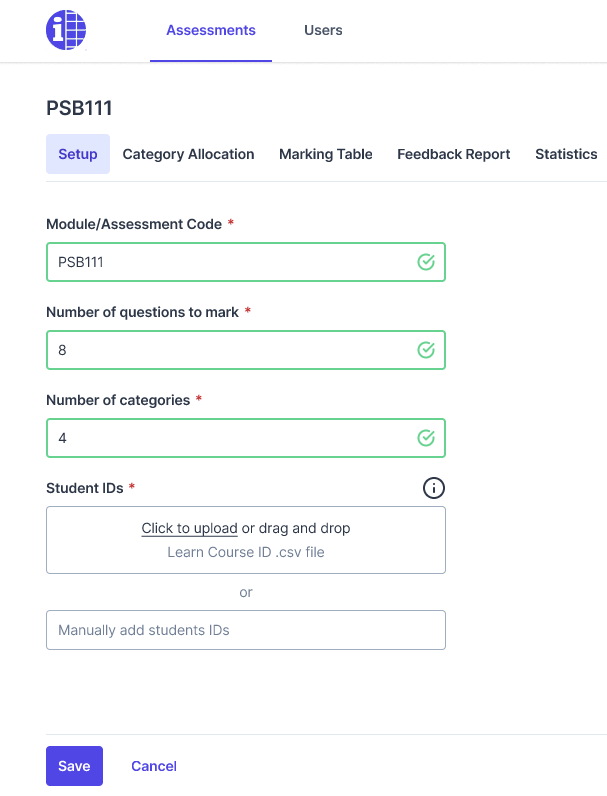 i
Assessments Users
PSB111
Setup Category Allocation Marking Table Feedback Report Statistics
Module/Assessment Code *
PSB111
Number of questions to mark *
8
Number of categories *
4
Student IDs *
Click to upload or drag and drop
Learn Course ID .csv file
or
Manually add students IDs
Save Cancel